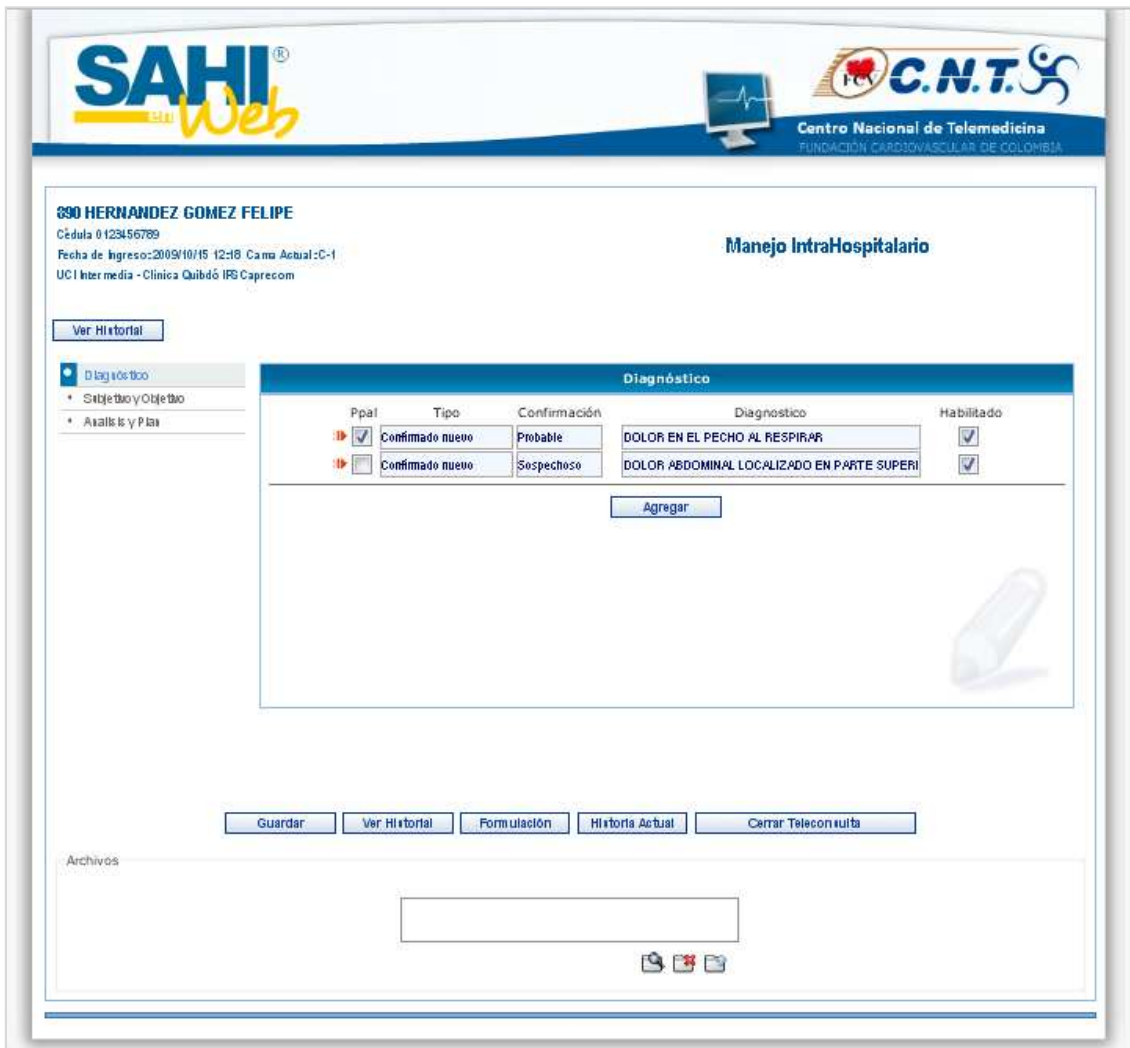 SAHI®
en Web
FCV C.N.T.
Centro Nacional de Telemedicina
FUNDACIÓN CARDIOVASCULAR DE COLOMBIA
890 HERNANDEZ GOMEZ FELIPE
Cédula 0123456789
Fecha de Ingreso:2009/10/15 12:18 Cama Actual:C-1
UCI Intermedia - Clinica Quibdó IPS Caprecom
Manejo IntraHospitalario
Ver Historial
Diagnóstico
Subjetivo y Objetivo
Analisis y Plan
Diagnóstico
Ppal Tipo Confirmación Diagnostico Habilitado
Confirmado nuevo Probable DOLOR EN EL PECHO AL RESPIRAR
Confirmado nuevo Sospechoso DOLOR ABDOMINAL LOCALIZADO EN PARTE SUPERI
Agregar
Guardar Ver Historial Formulación Historia Actual Cerrar Teleconsulta
Archivos